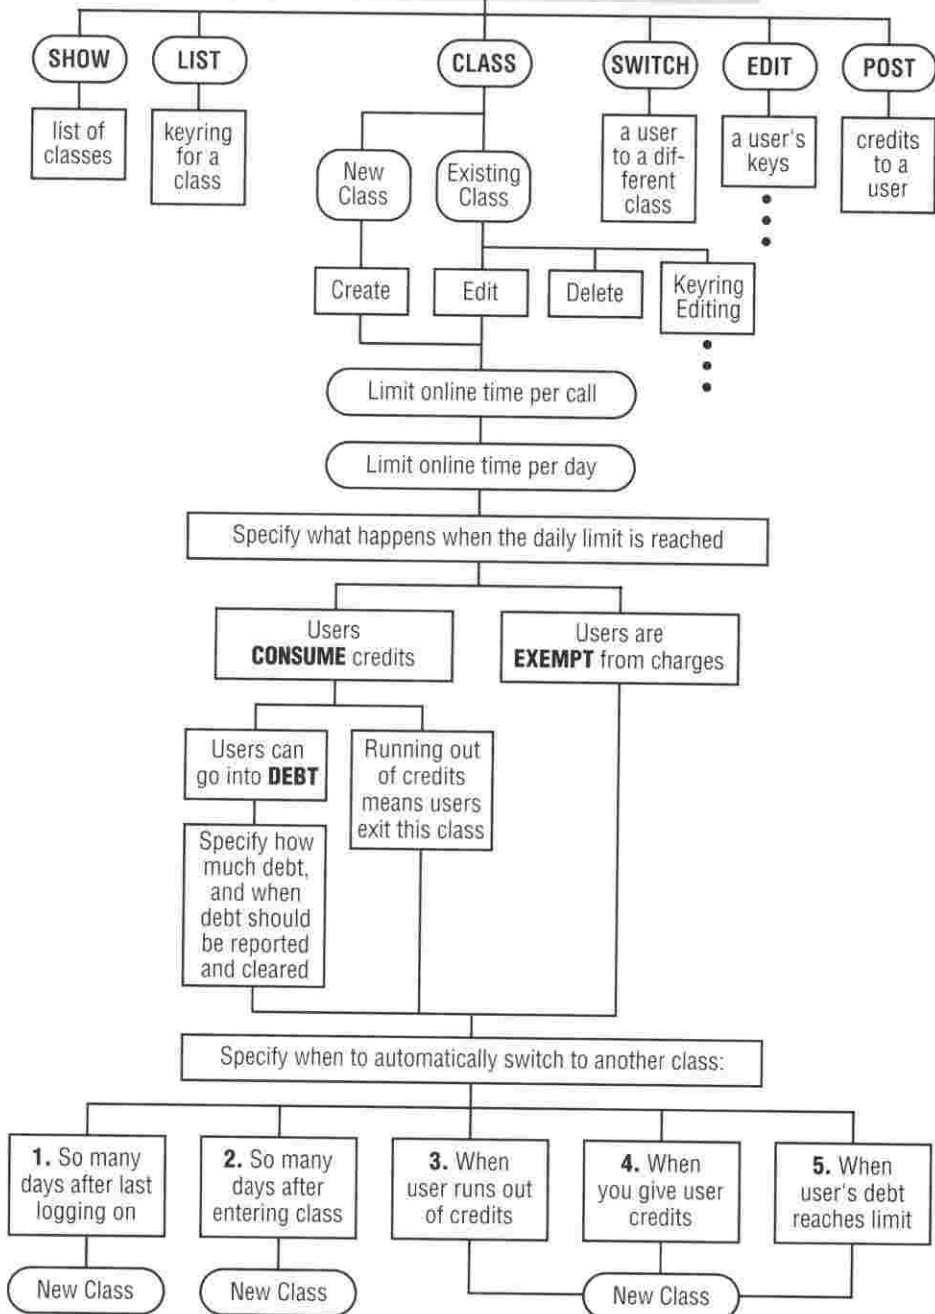 SHOW
LIST
CLASS
SWITCH
EDIT
POST
list of
classes
keyring
for a
class
New
Class
Existing
Class
a user
to a dif-
ferent
class
a user's
keys
credits
to a
user
Create
Edit
Delete
Keyring
Editing
Limit online time per call
Limit online time per day
Specify what happens when the daily limit is reached
Users
CONSUME credits
Users are
EXEMPT from charges
Users can
go into DEBT
Running out
of credits
means users
exit this class
Specify how
much debt,
and when
debt should
be reported
and cleared
Specify when to automatically switch to another class:
1. So many
days after last
logging on
2. So many
days after
entering class
3. When
user runs out
of credits
4. When
you give user
credits
5. When
user's debt
reaches limit
New Class
New Class
New Class